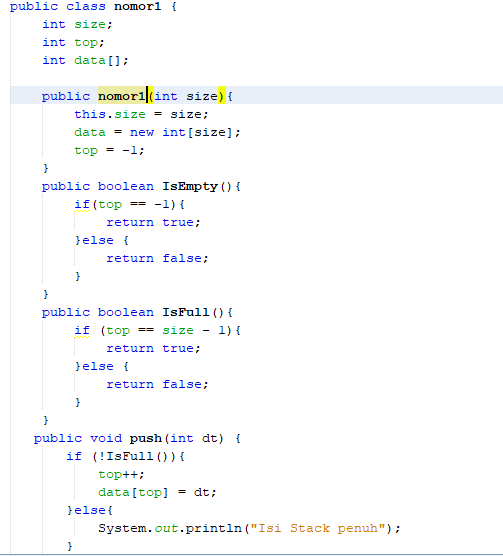 public class nomor1 {
    int size;
    int top;
    int data[];
    public nomor1(int size){
        this.size = size;
        data = new int[size];
        top = -1;
    }
    public boolean IsEmpty(){
        if(top == -1){
            return true;
        }else {
            return false;
        }
    }
    public boolean IsFull(){
        if (top == size - 1){
            return true;
        }else {
            return false;
        }
    }
   public void push(int dt) {
       if (!IsFull()){
           top++;
           data[top] = dt;
       }else{
           System.out.println("Isi Stack penuh");
       }